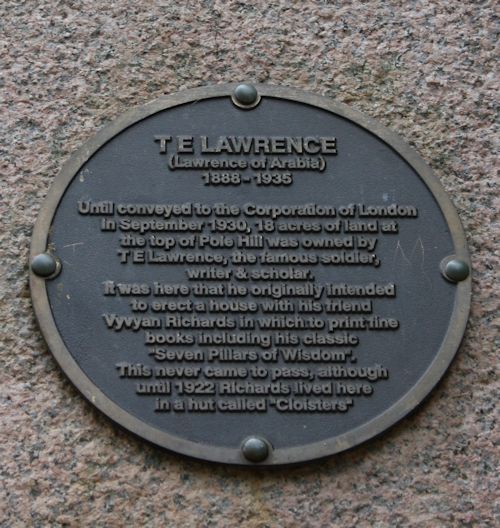 T E LAWRENCE
(Lawrence of Arabia)
1888 - 1935
Until conveyed to the Corporation of London
in September 1930, 18 acres of land at
the top of Pole Hill was owned by
T E Lawrence, the famous soldier,
writer & scholar.
It was here that he originally intended
to erect a house with his friend
Vyvyan Richards in which to print fine
books including his classic
"Seven Pillars of Wisdom".
This never came to pass, although
until 1922 Richards lived here
in a hut called "Cloisters"